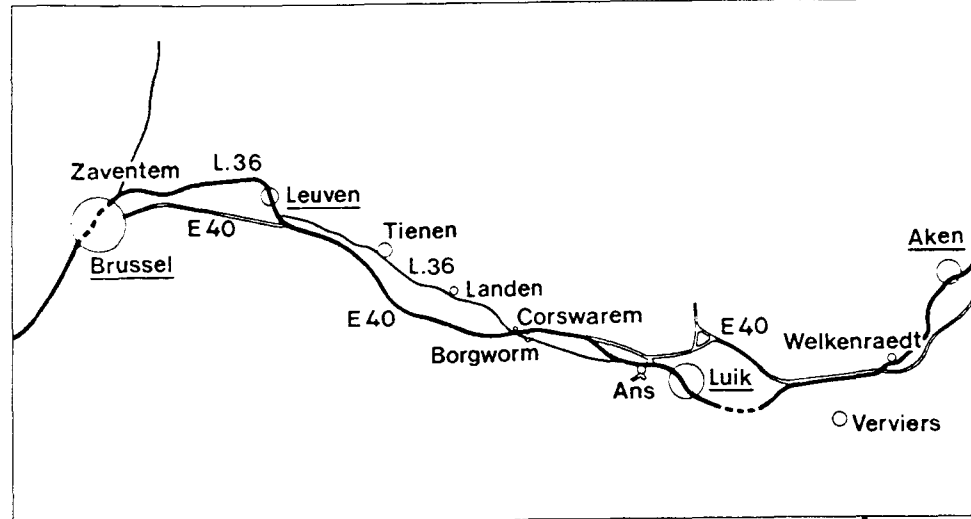 Zaventem
L.36
Leuven
E40
Brussel
Tienen
L.36
Landen
E40
Corswarem
Borgworm
Ans
Luik
E40
Welkenraedt
Aken
Verviers